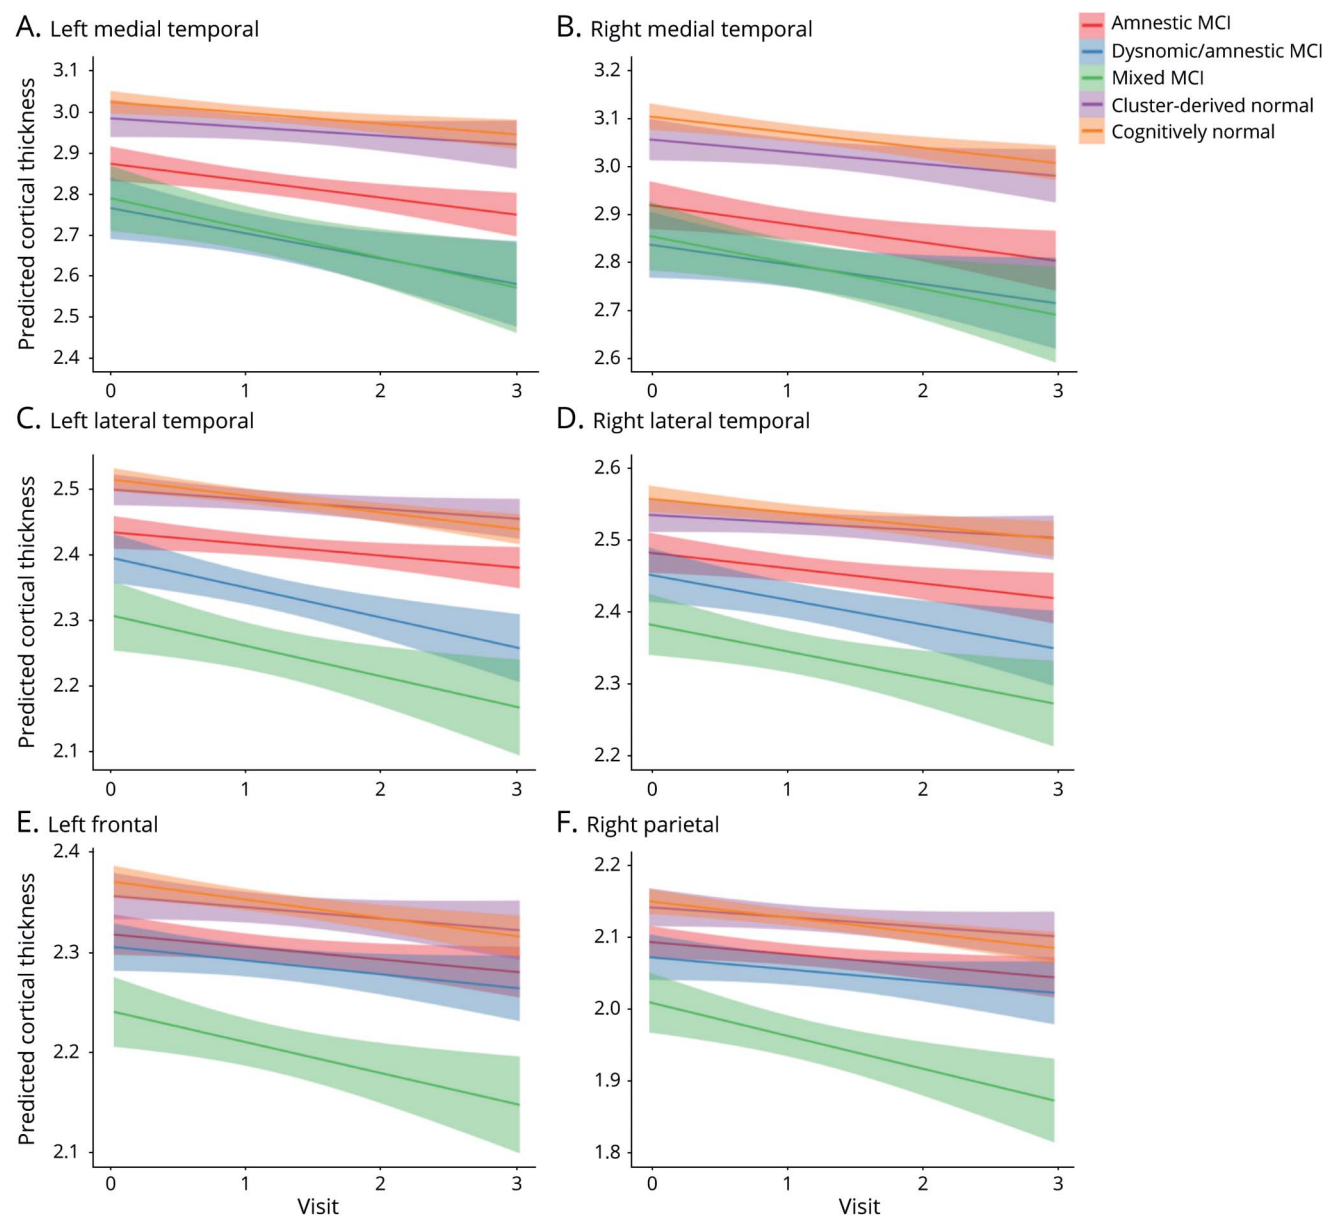 A. Left medial temporal
Predicted cortical thickness
3.1
3.0
2.9
2.8
2.7
2.6
2.5
2.4
0 1 2 3
B. Right medial temporal
3.2
3.1
3.0
2.9
2.8
2.7
2.6
0 1 2 3
Amnestic MCI
Dysnomic/amnestic MCI
Mixed MCI
Cluster-derived normal
Cognitively normal
C. Left lateral temporal
Predicted cortical thickness
2.5
2.4
2.3
2.2
2.1
0 1 2 3
D. Right lateral temporal
2.6
2.5
2.4
2.3
2.2
0 1 2 3
E. Left frontal
Predicted cortical thickness
2.4
2.3
2.2
2.1
0 1 2 3
Visit
F. Right parietal
2.2
2.1
2.0
1.9
1.8
0 1 2 3
Visit